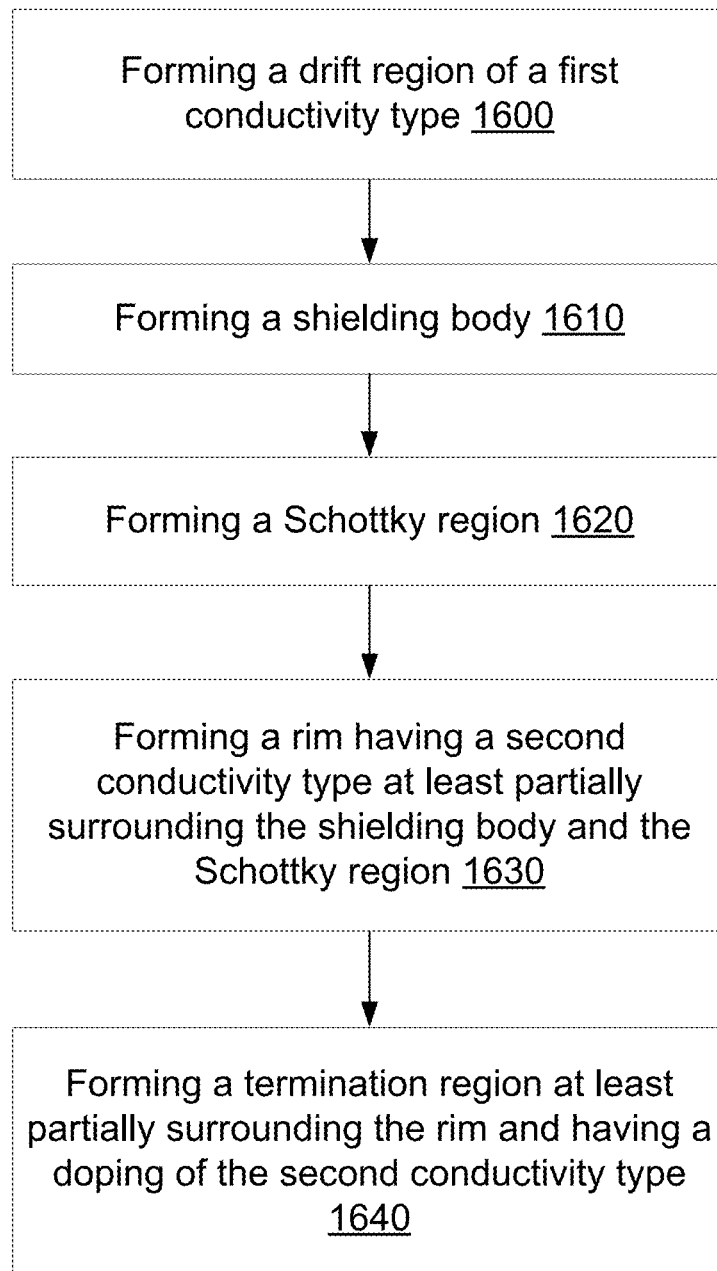 Forming a drift region of a first
conductivity type 1600
Forming a shielding body 1610
Forming a Schottky region 1620
Forming a rim having a second
conductivity type at least partially
surrounding the shielding body and the
Schottky region 1630
Forming a termination region at least
partially surrounding the rim and having a
doping of the second conductivity type
1640